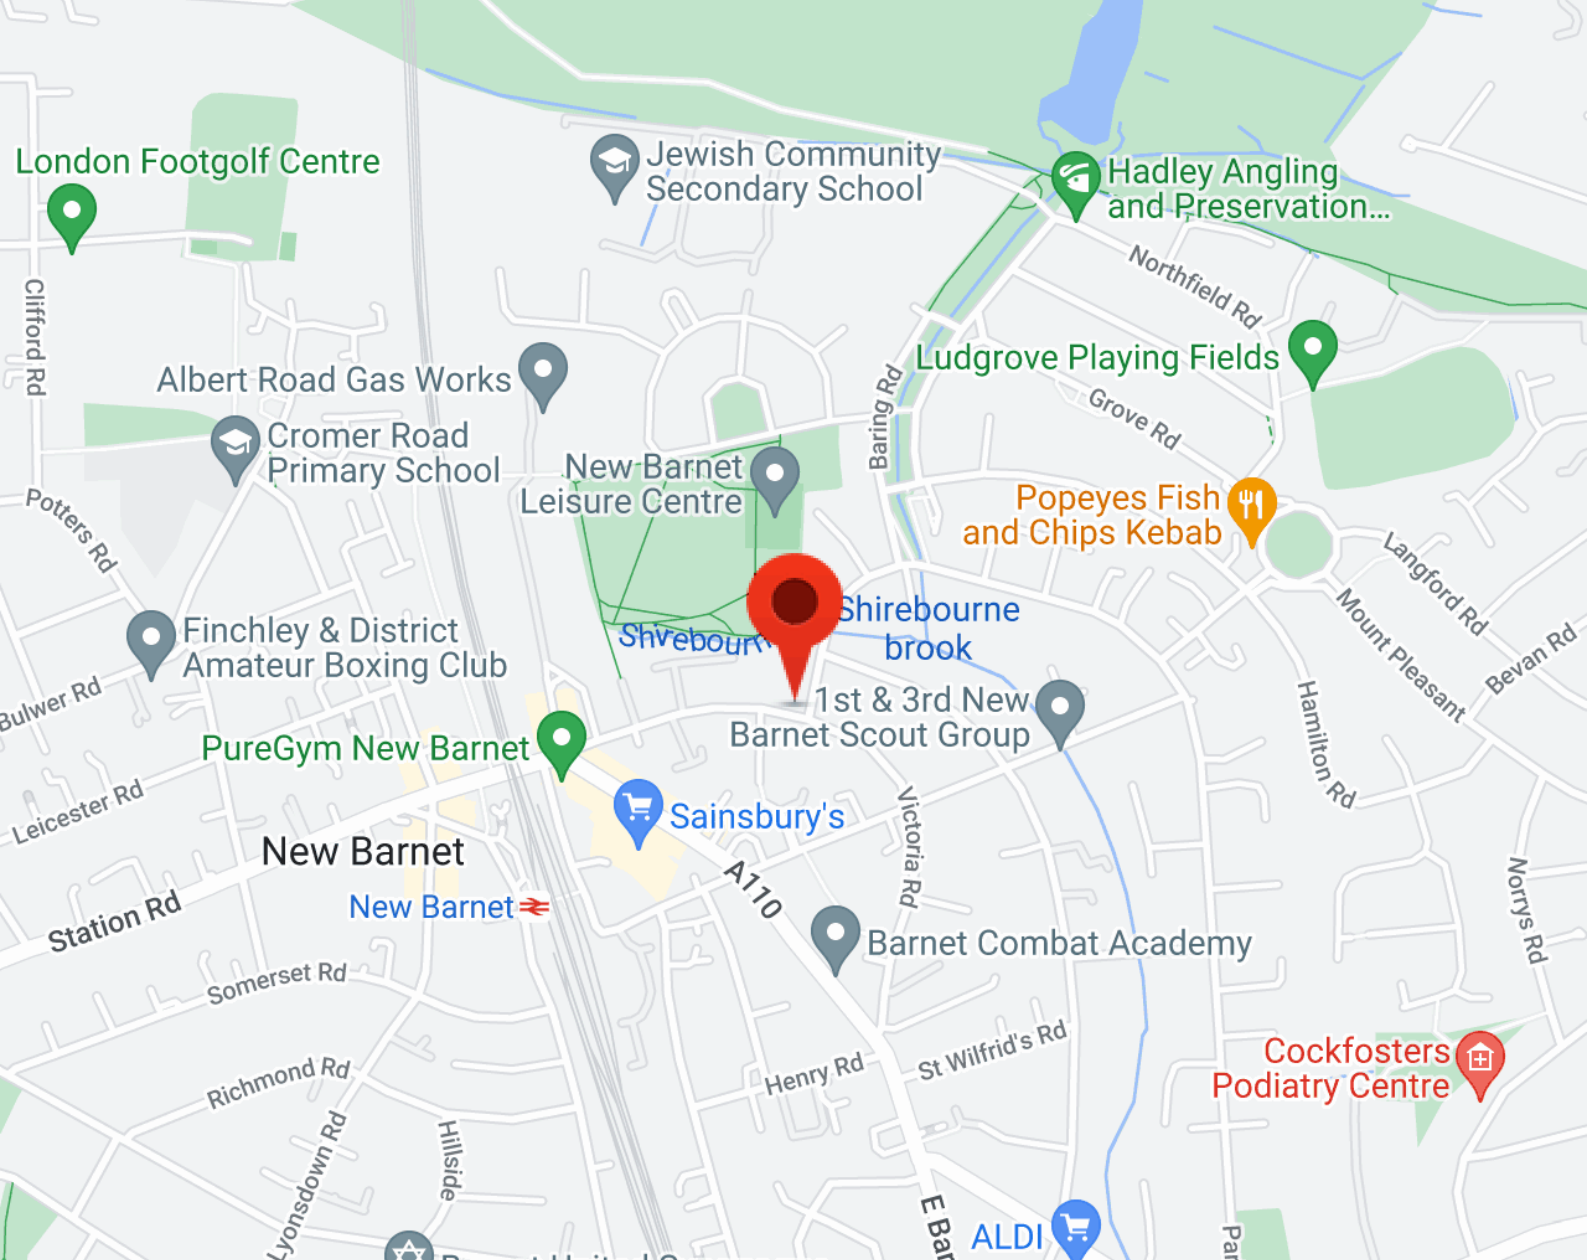 London Footgolf Centre
Jewish Community
Secondary School
Hadley Angling
and Preservation...
Northfield Rd
Clifford Rd
Albert Road Gas Works
Ludgrove Playing Fields
Baring Rd
Grove Rd
Cromer Road
Primary School
New Barnet
Leisure Centre
Popeyes Fish
and Chips Kebab
Potters Rd
Langford Rd
Mount Pleasant
Shirebourne
brook
Finchley & District
Amateur Boxing Club
Bevan Rd
Bulwer Rd
1st & 3rd New
Barnet Scout Group
Hamilton Rd
PureGym New Barnet
Leicester Rd
Sainsbury's
Victoria Rd
New Barnet
A110
New Barnet
Station Rd
Norrys Rd
Barnet Combat Academy
Somerset Rd
St Wilfrid's Rd
Henry Rd
Cockfosters
Podiatry Centre
Richmond Rd
Lyonsdown Rd
Hillside
E Bar
ALDI
Par